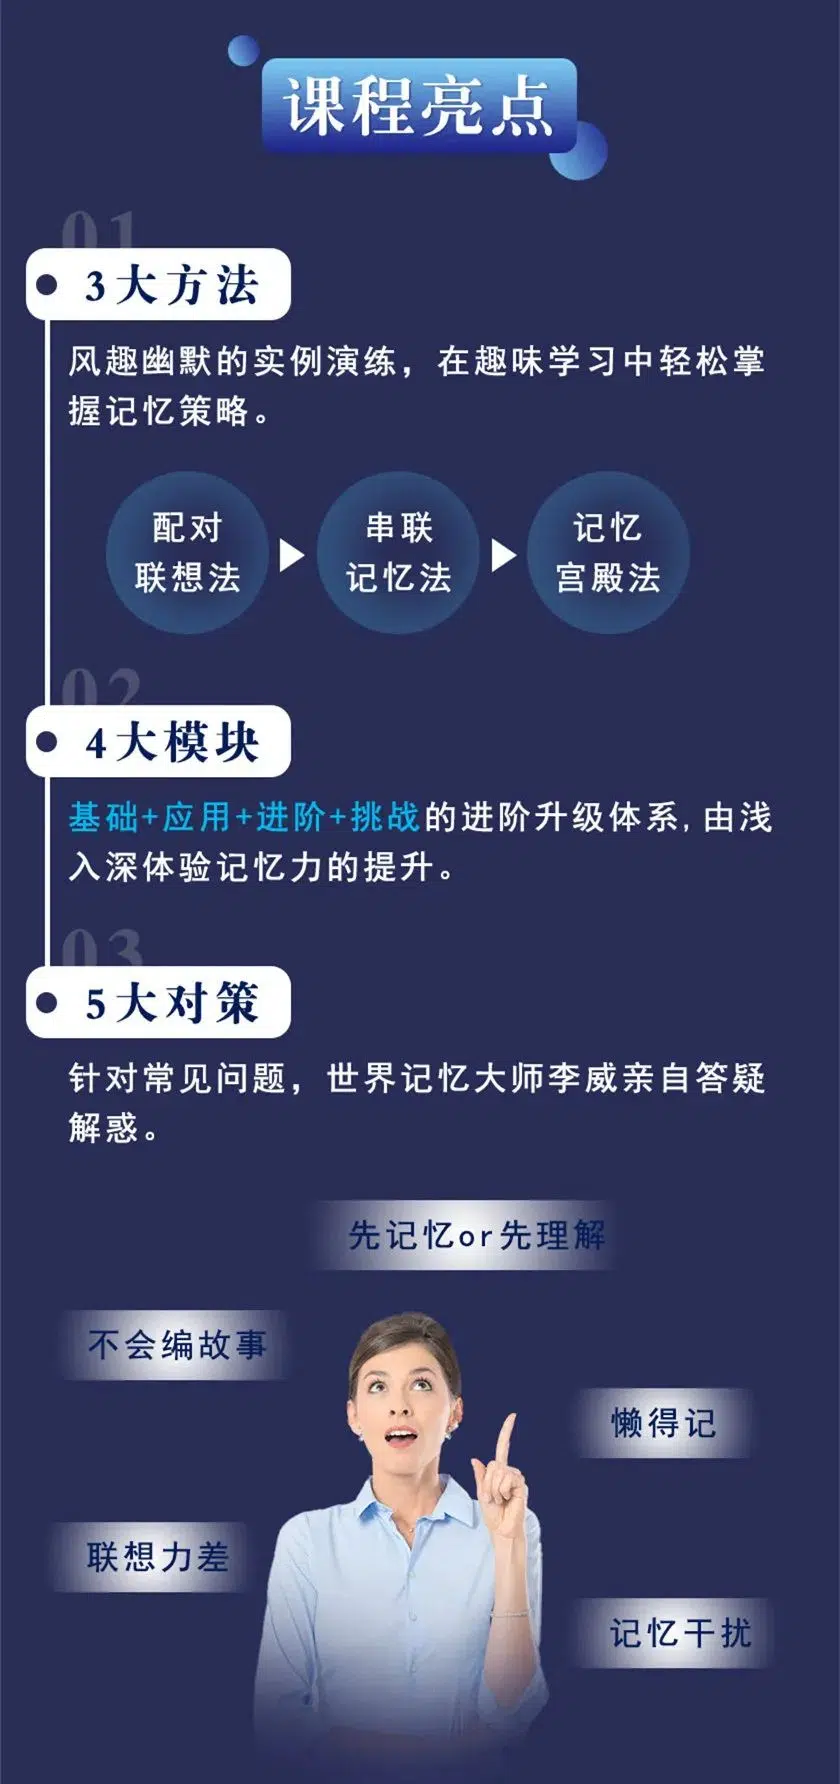 课程亮点
01
3大方法
风趣幽默的实例演练，在趣味学习中轻松掌
握记忆策略。
配对
联想法
串联
记忆法
记忆
宫殿法
02
4大模块
基础+应用+进阶+挑战的进阶升级体系,由浅
入深体验记忆力的提升。
03
5大对策
针对常见问题，世界记忆大师李威亲自答疑
解惑。
先记忆or先理解
不会编故事
懒得记
联想力差
记忆干扰